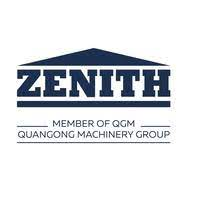 ZENITH
MEMBER OF QGM
QUANGONG MACHINERY GROUP